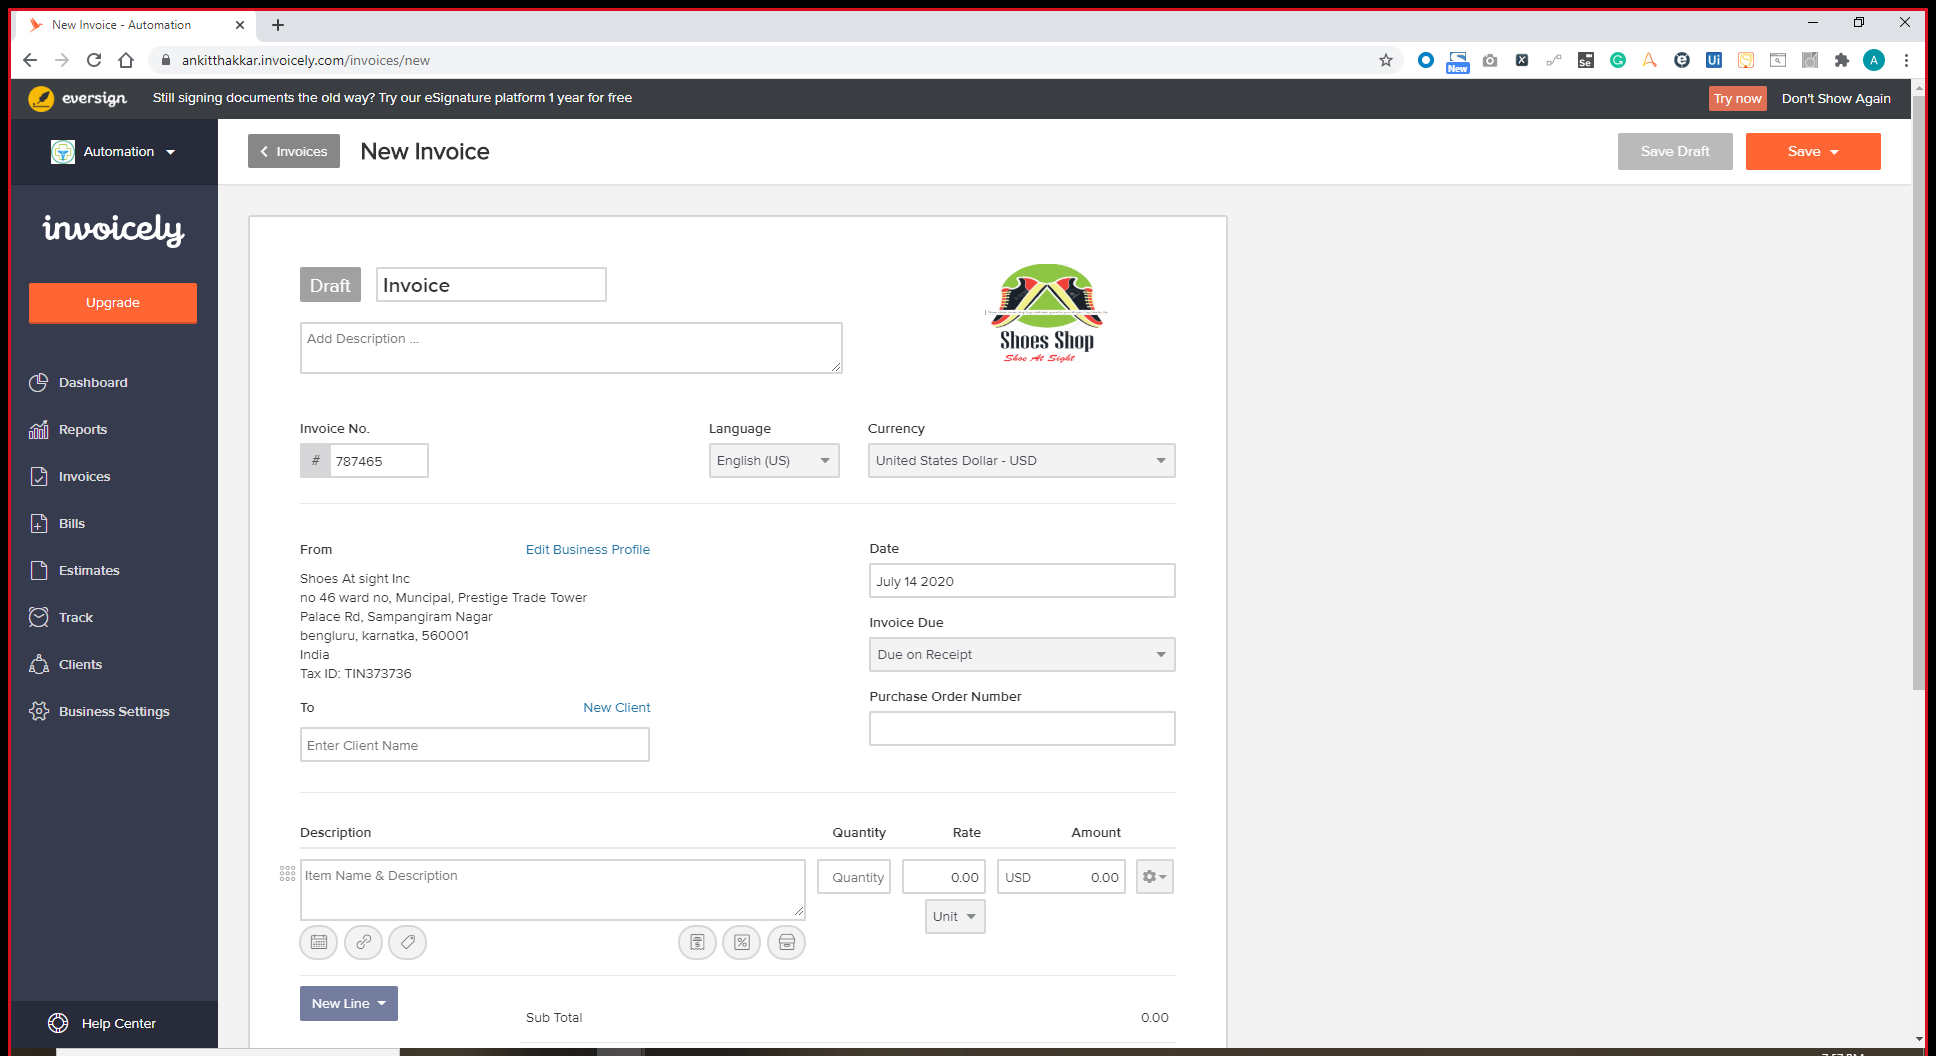 New Invoice - Automation
ankitthakkar.invoicely.com/invoices/new
New
Se
Ui
A
eversign
Still signing documents the old way? Try our eSignature platform 1 year for free
Try now
Don't Show Again
Automation
Invoices
New Invoice
Save Draft
Save
invoicely
Upgrade
Dashboard
Reports
Invoices
Bills
Estimates
Track
Clients
Business Settings
Help Center
Draft
Invoice
Add Description ...
Shoes Shop
Shoe At Sight
Invoice No.
Language
Currency
# 787465
English (US)
United States Dollar - USD
From
Edit Business Profile
Shoes At sight Inc
no 46 ward no, Muncipal, Prestige Trade Tower
Palace Rd, Sampangiram Nagar
bengluru, karnatka, 560001
India
Tax ID: TIN373736
To
New Client
Enter Client Name
Date
July 14 2020
Invoice Due
Due on Receipt
Purchase Order Number
Description
Quantity
Rate
Amount
Item Name & Description
Quantity
0.00
USD
0.00
Unit
New Line
Sub Total
0.00